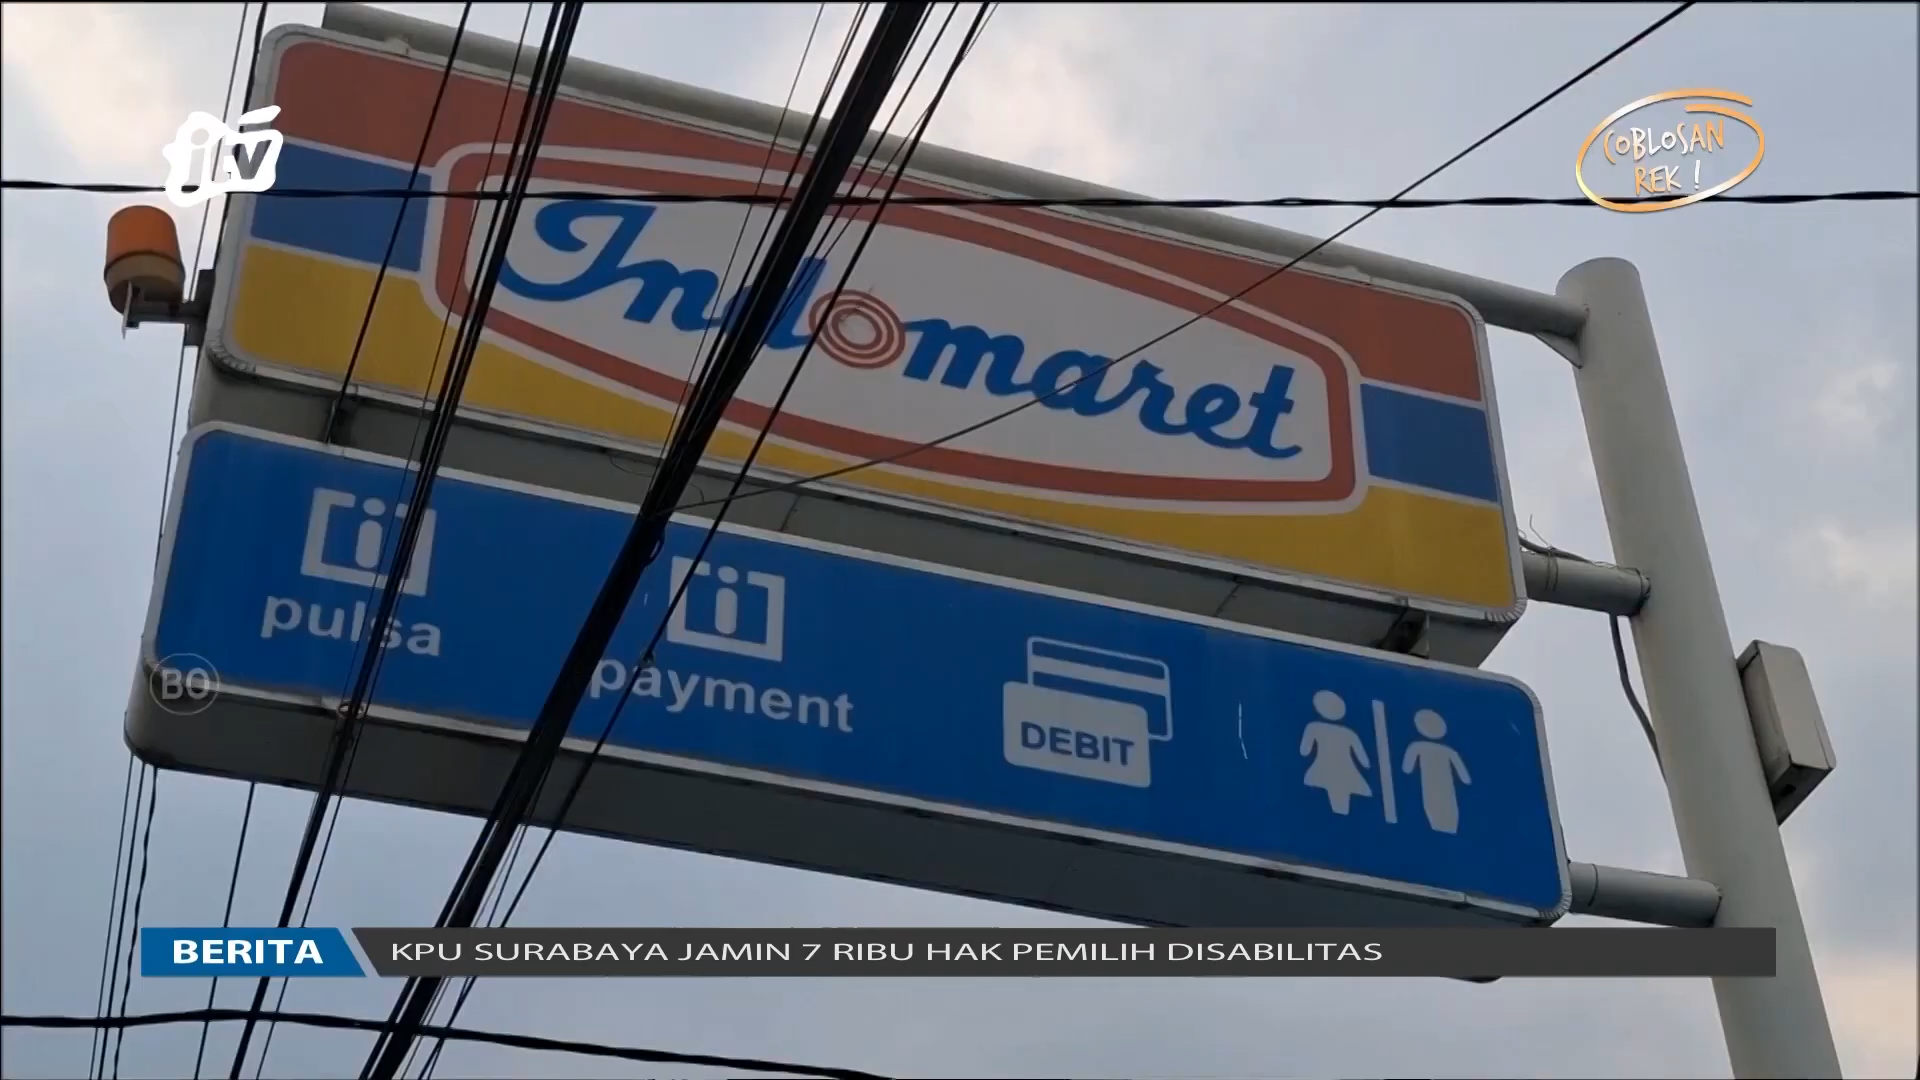 jtv
COBLOSAN
REK !
Indomaret
pulsa
payment
DEBIT
BO
BERITA
KPU SURABAYA JAMIN 7 RIBU HAK PEMILIH DISABILITAS